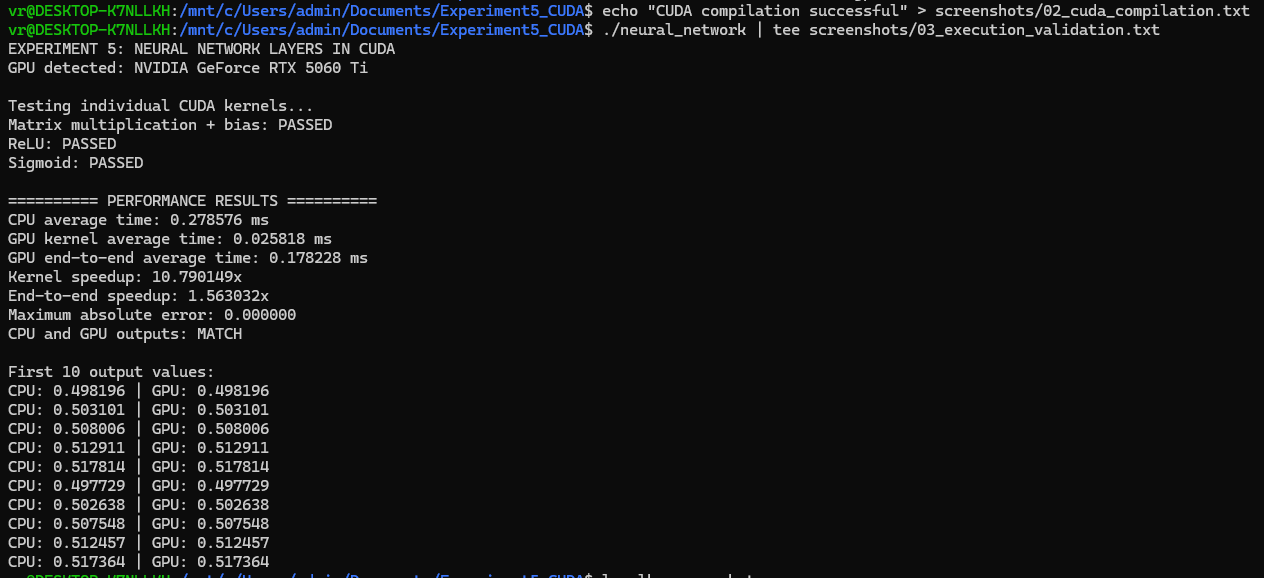 vr@DESKTOP-K7NLLKH:/mnt/c/Users/admin/Documents/Experiment5_CUDA$ echo "CUDA compilation successful" > screenshots/02_cuda_compilation.txt
vr@DESKTOP-K7NLLKH:/mnt/c/Users/admin/Documents/Experiment5_CUDA$ ./neural_network | tee screenshots/03_execution_validation.txt
EXPERIMENT 5: NEURAL NETWORK LAYERS IN CUDA
GPU detected: NVIDIA GeForce RTX 5060 Ti
Testing individual CUDA kernels...
Matrix multiplication + bias: PASSED
ReLU: PASSED
Sigmoid: PASSED
========== PERFORMANCE RESULTS ==========
CPU average time: 0.278576 ms
GPU kernel average time: 0.025818 ms
GPU end-to-end average time: 0.178228 ms
Kernel speedup: 10.790149x
End-to-end speedup: 1.563032x
Maximum absolute error: 0.000000
CPU and GPU outputs: MATCH
First 10 output values:
CPU: 0.498196 | GPU: 0.498196
CPU: 0.503101 | GPU: 0.503101
CPU: 0.508006 | GPU: 0.508006
CPU: 0.512911 | GPU: 0.512911
CPU: 0.517814 | GPU: 0.517814
CPU: 0.497729 | GPU: 0.497729
CPU: 0.502638 | GPU: 0.502638
CPU: 0.507548 | GPU: 0.507548
CPU: 0.512457 | GPU: 0.512457
CPU: 0.517364 | GPU: 0.517364